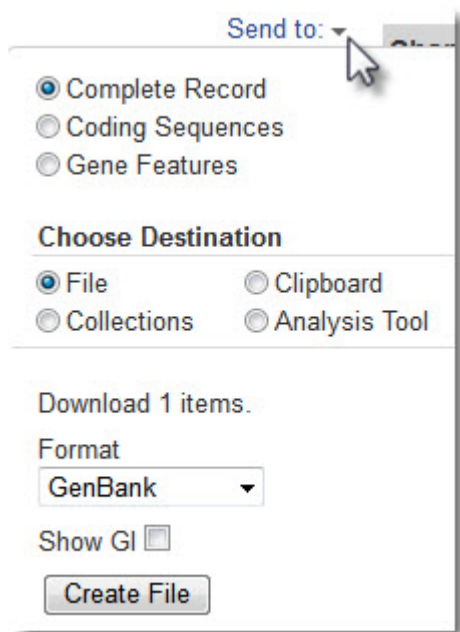 Send to:
Complete Record
Coding Sequences
Gene Features
Choose Destination
File Clipboard
Collections Analysis Tool
Download 1 items.
Format
GenBank
Show GI
Create File